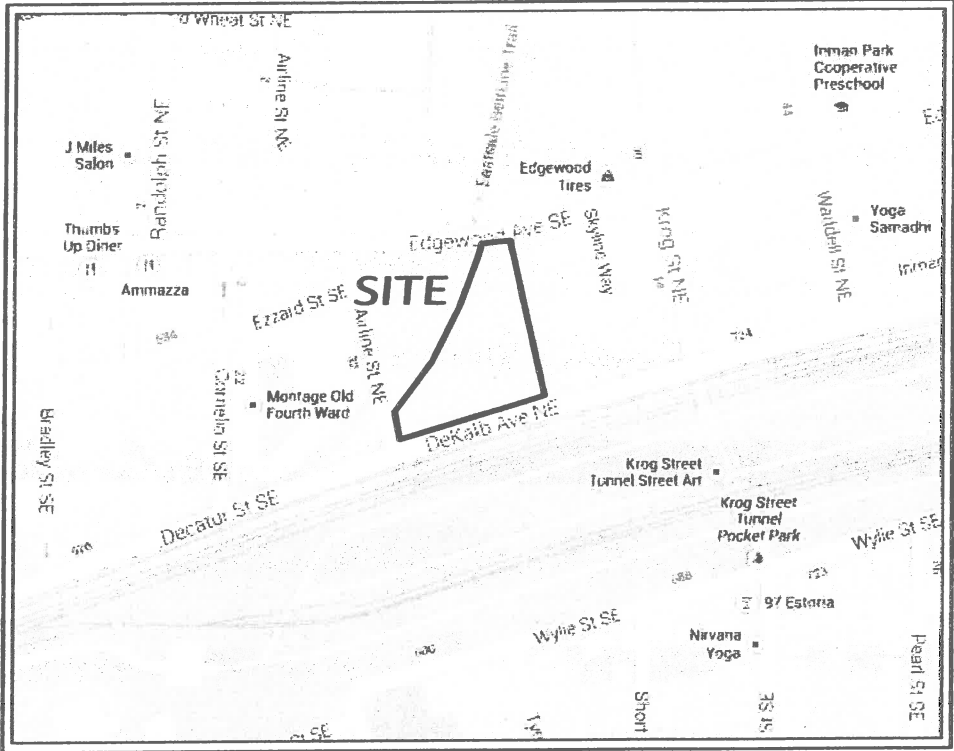 Wheat St NE
Airline St NE
Randolph St NE
J Miles
Salon
Thumbs
Up Diner
Ammazza
Edgewood
Tires
Inman Park
Cooperative
Preschool
44
Yoga
Samadhi
Waddell St NE
Krog St NE
Skyline Way
Edgewood Ave SE
SITE
Ezzard St SE
Airline St NE
Cornelia St SE
22
Montage Old
Fourth Ward
Bradley St SE
DeKalb Ave NE
Decatur St SE
Krog Street
Tunnel Street Art
Krog Street
Tunnel
Pocket Park
Wylie St SE
97 Estoria
Wylie St SE
Nirvana
Yoga
Pearl St SE
Short
St SE